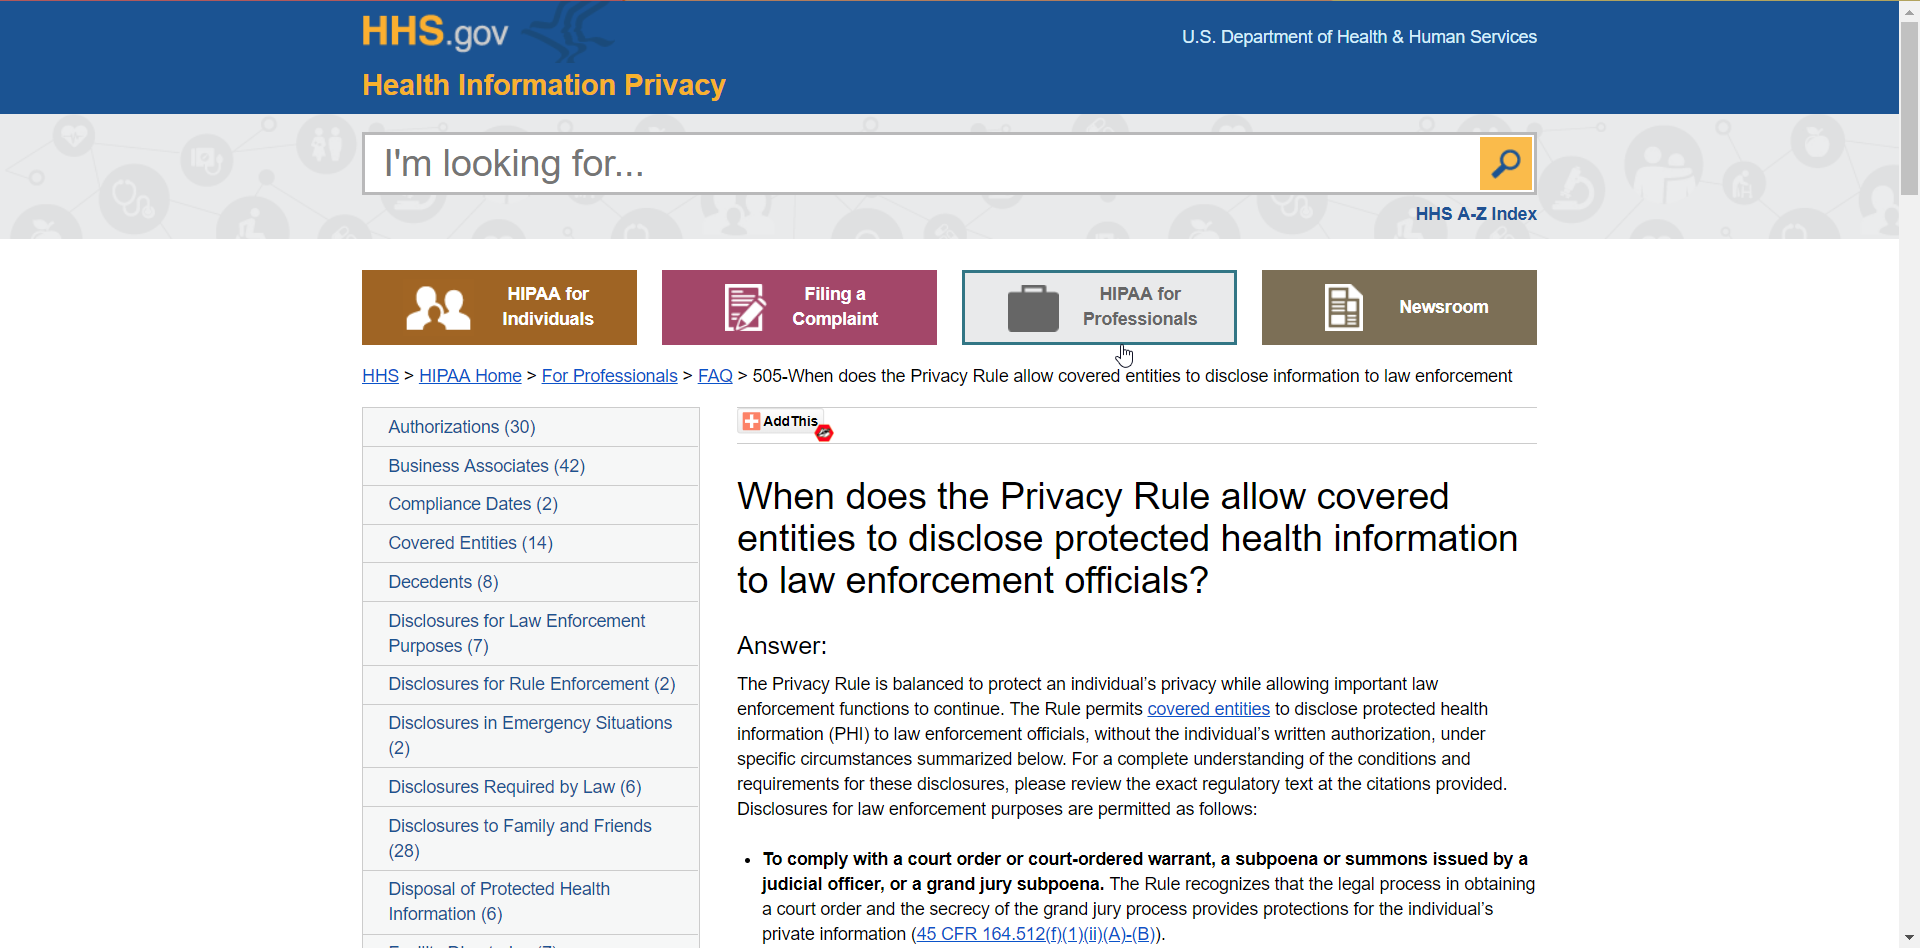 HHS.gov
U.S. Department of Health & Human Services
Health Information Privacy
I'm looking for...
HHS A-Z Index
HIPAA for
Individuals
Filing a
Complaint
HIPAA for
Professionals
Newsroom
HHS > HIPAA Home > For Professionals > FAQ > 505-When does the Privacy Rule allow covered entities to disclose information to law enforcement
Authorizations (30)
Business Associates (42)
Compliance Dates (2)
Covered Entities (14)
Decedents (8)
Disclosures for Law Enforcement
Purposes (7)
Disclosures for Rule Enforcement (2)
Disclosures in Emergency Situations
(2)
Disclosures Required by Law (6)
Disclosures to Family and Friends
(28)
Disposal of Protected Health
Information (6)
AddThis
When does the Privacy Rule allow covered
entities to disclose protected health information
to law enforcement officials?
Answer:
The Privacy Rule is balanced to protect an individual’s privacy while allowing important law
enforcement functions to continue. The Rule permits covered entities to disclose protected health
information (PHI) to law enforcement officials, without the individual’s written authorization, under
specific circumstances summarized below. For a complete understanding of the conditions and
requirements for these disclosures, please review the exact regulatory text at the citations provided.
Disclosures for law enforcement purposes are permitted as follows:
• To comply with a court order or court-ordered warrant, a subpoena or summons issued by a
judicial officer, or a grand jury subpoena. The Rule recognizes that the legal process in obtaining
a court order and the secrecy of the grand jury process provides protections for the individual’s
private information (45 CFR 164.512(f)(1)(ii)(A)-(B)).